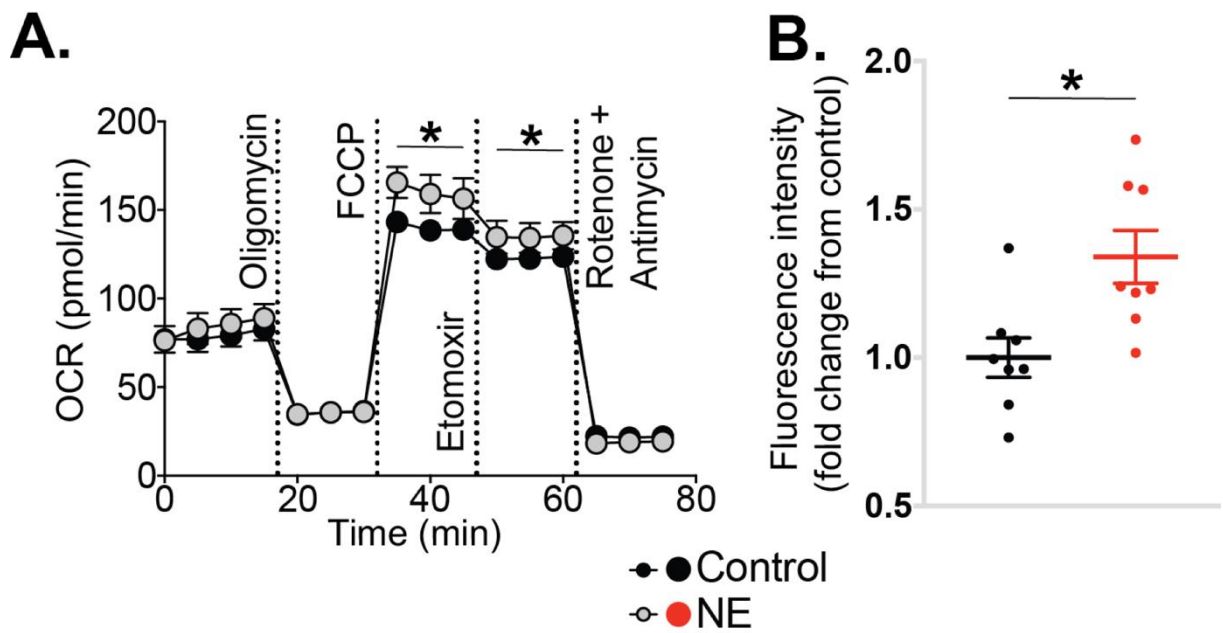 A.
OCR (pmol/min)
200
150
100
50
0
Oligomycin
FCCP
*
Etomoxir
*
Rotenone +
Antimycin
0
20
40
60
80
Time (min)
B.
Fluorescence intensity
(fold change from control)
2.0
1.5
1.0
0.5
*
Control
NE